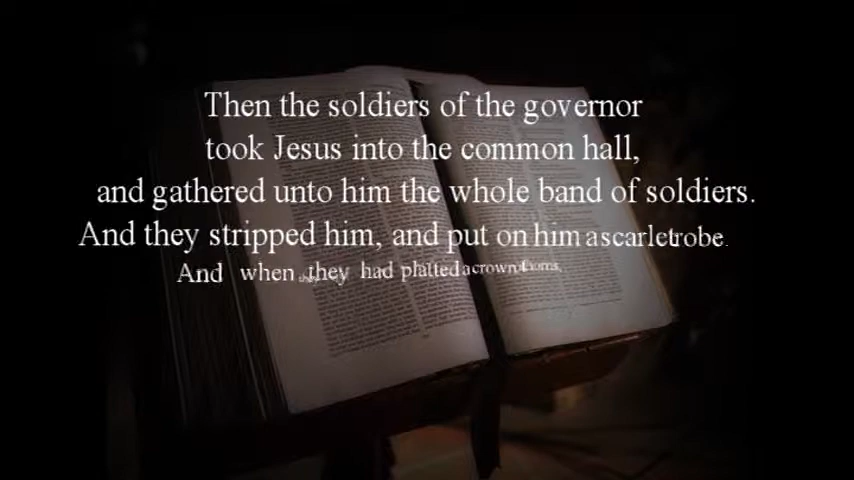 Then the soldiers of the governor
took Jesus into the common hall,
and gathered unto him the whole band of soldiers.
And they stripped him, and put on him a scarlet robe.
And when they had platted a crown of thorns,